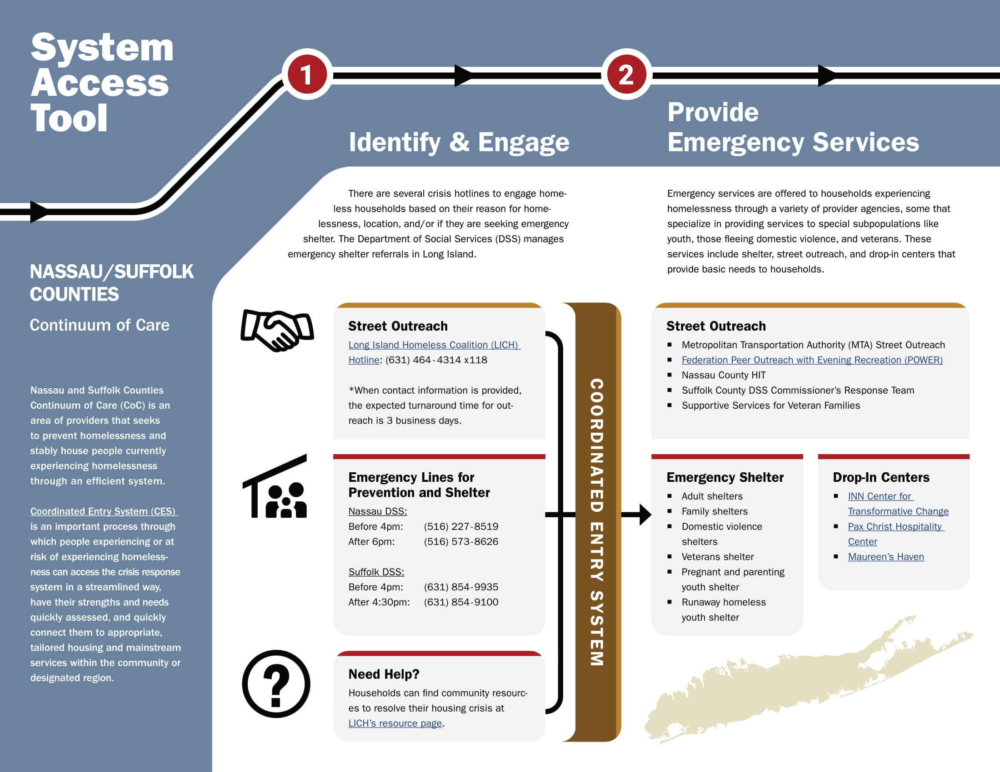 System
Access
Tool
NASSAU/SUFFOLK
COUNTIES
Continuum of Care
Nassau and Suffolk Counties
Continuum of Care (CoC) is an
area of providers that seeks
to prevent homelessness and
stably house people currently
experiencing homelessness
through an efficient system.
Coordinated Entry System (CES)
is an important process through
which people experiencing or at
risk of experiencing homeless-
ness can access the crisis response
system in a streamlined way,
have their strengths and needs
quickly assessed, and quickly
connect them to appropriate,
tailored housing and mainstream
services within the community or
designated region.
1
Identify & Engage
There are several crisis hotlines to engage home-
less households based on their reason for home-
lessness, location, and/or if they are seeking emergency
shelter. The Department of Social Services (DSS) manages
emergency shelter referrals in Long Island.
Street Outreach
Long Island Homeless Coalition (LICH)
Hotline: (631) 464-4314 x118
*When contact information is provided,
the expected turnaround time for out-
reach is 3 business days.
Emergency Lines for
Prevention and Shelter
Nassau DSS:
Before 4pm: (516) 227-8519
After 6pm: (516) 573-8626
Suffolk DSS:
Before 4pm: (631) 854-9935
After 4:30pm: (631) 854-9100
?
Need Help?
Households can find community resourc-
es to resolve their housing crisis at
LICH's resource page.
COORDINATED ENTRY SYSTEM
2
Provide
Emergency Services
Emergency services are offered to households experiencing
homelessness through a variety of provider agencies, some that
specialize in providing services to special subpopulations like
youth, those fleeing domestic violence, and veterans. These
services include shelter, street outreach, and drop-in centers that
provide basic needs to households.
Street Outreach
▪ Metropolitan Transportation Authority (MTA) Street Outreach
▪ Federation Peer Outreach with Evening Recreation (POWER)
▪ Nassau County HIT
▪ Suffolk County DSS Commissioner's Response Team
▪ Supportive Services for Veteran Families
Emergency Shelter
▪ Adult shelters
▪ Family shelters
▪ Domestic violence
shelters
▪ Veterans shelter
▪ Pregnant and parenting
youth shelter
▪ Runaway homeless
youth shelter
Drop-In Centers
▪ INN Center for
Transformative Change
▪ Pax Christ Hospitality
Center
▪ Maureen's Haven